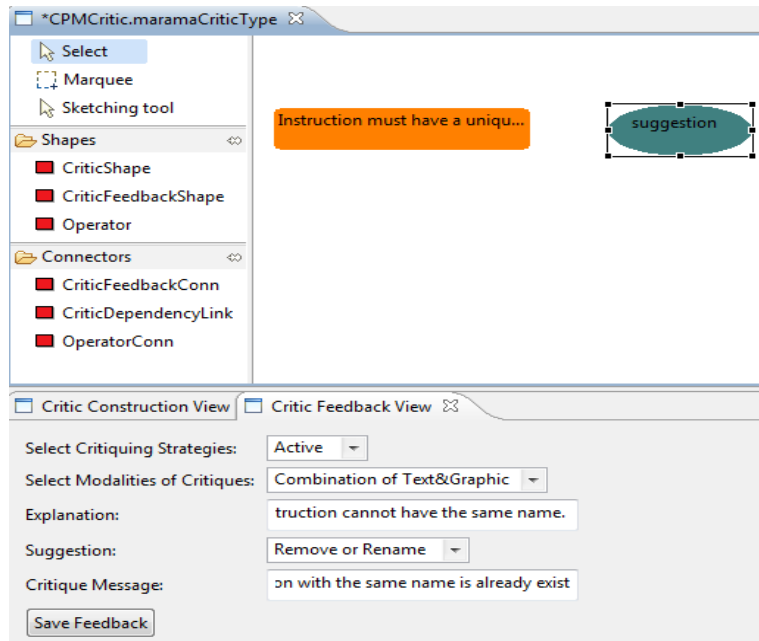 *CPMCritic.maramaCriticType
Select
Marquee
Sketching tool
Shapes
CriticShape
CriticFeedbackShape
Operator
Connectors
CriticFeedbackConn
CriticDependencyLink
OperatorConn
Instruction must have a uniqu...
suggestion
Critic Construction View
Critic Feedback View
Select Critiquing Strategies: Active
Select Modalities of Critiques: Combination of Text&Graphic
Explanation: truction cannot have the same name.
Suggestion: Remove or Rename
Critique Message: on with the same name is already exist
Save Feedback